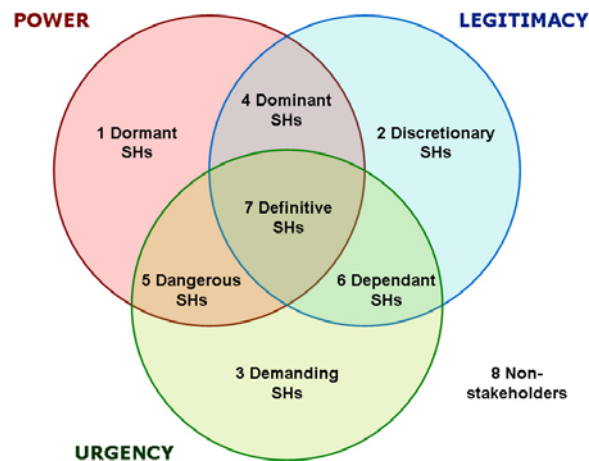 POWER
LEGITIMACY
4 Dominant
SHs
1 Dormant
SHs
2 Discretionary
SHs
7 Definitive
SHs
5 Dangerous
SHs
6 Dependant
SHs
3 Demanding
SHs
8 Non-
stakeholders
URGENCY